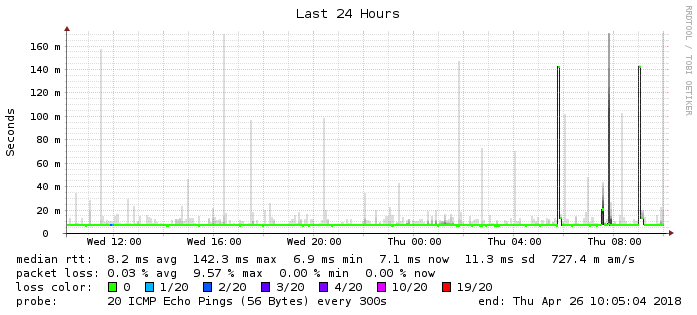 Last 24 Hours
RRDTOOL / TOBI OETIKER
Seconds
160 m
140 m
120 m
100 m
80 m
60 m
40 m
20 m
0
Wed 12:00 Wed 16:00 Wed 20:00 Thu 00:00 Thu 04:00 Thu 08:00
median rtt: 8.2 ms avg 142.3 ms max 6.9 ms min 7.1 ms now 11.3 ms sd 727.4 m am/s
packet loss: 0.03 % avg 9.57 % max 0.00 % min 0.00 % now
loss color: 0 1/20 2/20 3/20 4/20 10/20 19/20
probe: 20 ICMP Echo Pings (56 Bytes) every 300s end: Thu Apr 26 10:05:04 2018